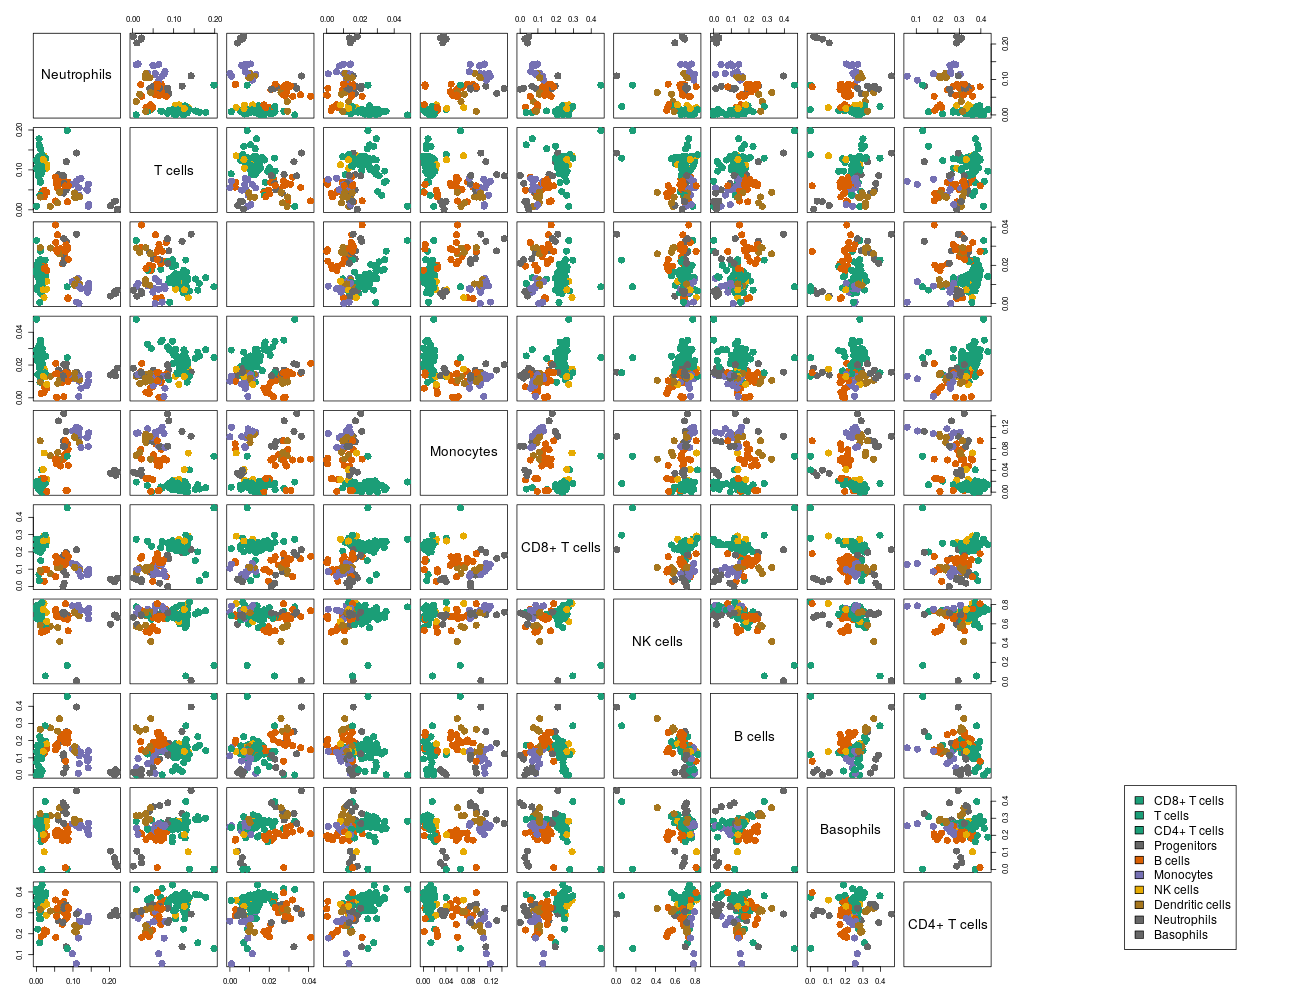 0.00 0.10 0.20 0.00 0.02 0.04 0.0 0.1 0.2 0.3 0.4 0.0 0.1 0.2 0.3 0.4 0.1 0.2 0.3 0.4
Neutrophils
0.00 0.10 0.20
0.00 0.10 0.20
T cells
0.00 0.02 0.04
0.00 0.02 0.04
Monocytes
0.00 0.04 0.08 0.12
0.0 0.1 0.2 0.3 0.4
CD8+ T cells
NK cells
0.0 0.2 0.4 0.6 0.8
0.0 0.1 0.2 0.3 0.4
B cells
Basophils
0.0 0.1 0.2 0.3 0.4
0.1 0.2 0.3 0.4
CD4+ T cells
0.00 0.10 0.20 0.00 0.02 0.04 0.00 0.04 0.08 0.12 0.0 0.2 0.4 0.6 0.8 0.0 0.1 0.2 0.3 0.4
CD8+ T cells
T cells
CD4+ T cells
Progenitors
B cells
Monocytes
NK cells
Dendritic cells
Neutrophils
Basophils